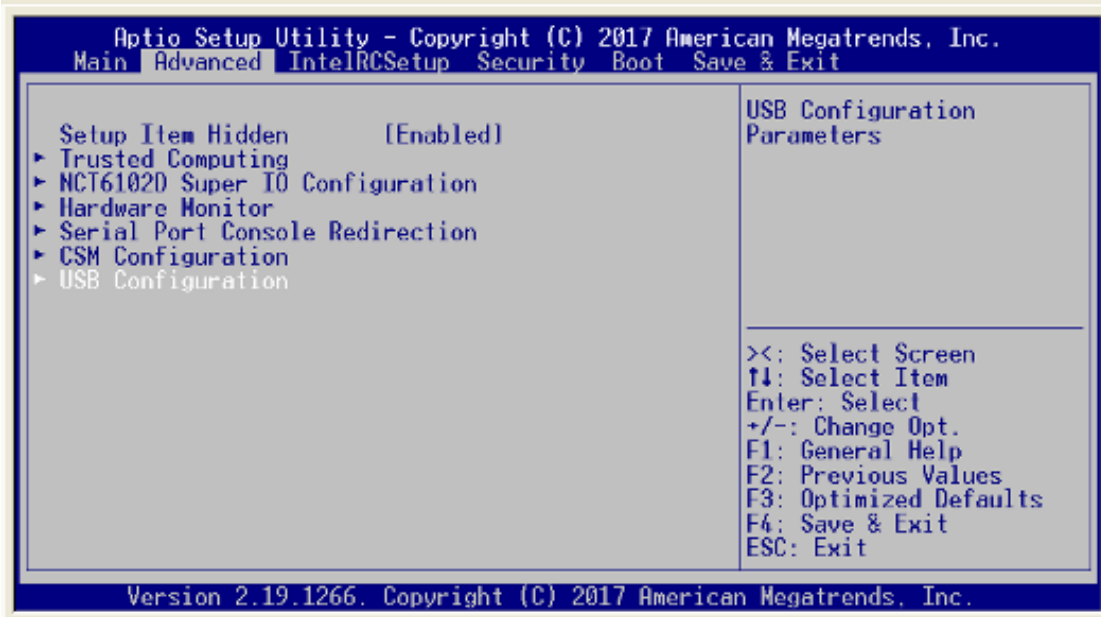 Aptio Setup Utility - Copyright (C) 2017 American Megatrends, Inc.
Main Advanced IntelRCSetup Security Boot Save & Exit
Setup Item Hidden [Enabled]
► Trusted Computing
► NCT6102D Super IO Configuration
► Hardware Monitor
► Serial Port Console Redirection
► CSM Configuration
► USB Configuration
USB Configuration
Parameters
><: Select Screen
↑↓: Select Item
Enter: Select
+/-: Change Opt.
F1: General Help
F2: Previous Values
F3: Optimized Defaults
F4: Save & Exit
ESC: Exit
Version 2.19.1266. Copyright (C) 2017 American Megatrends, Inc.